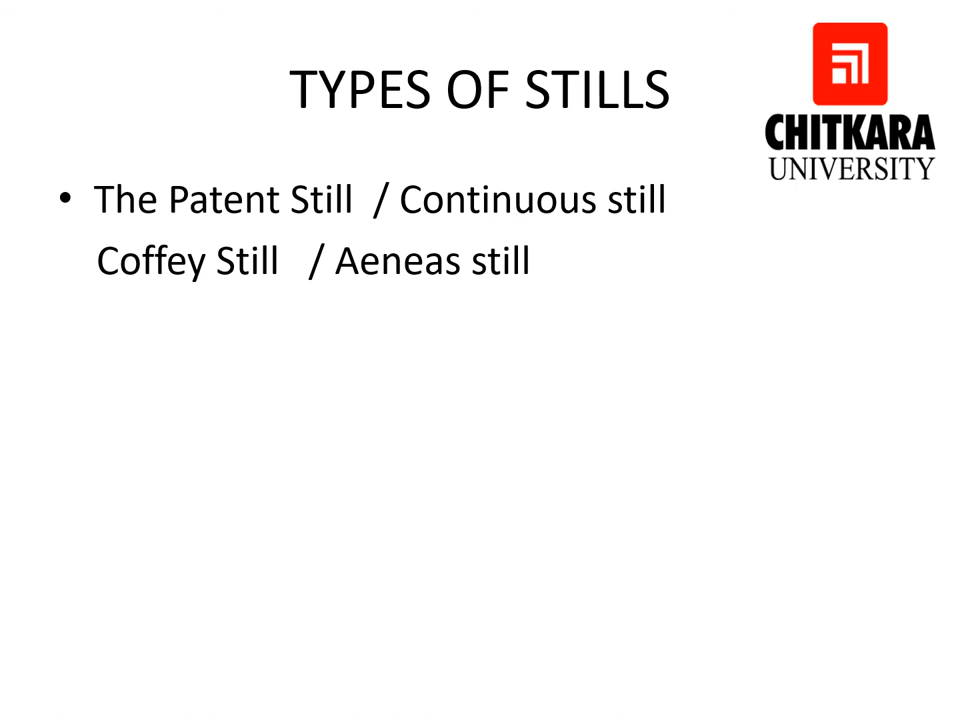 TYPES OF STILLS
CHITKARA
UNIVERSITY
• The Patent Still / Continuous still
Coffey Still / Aeneas still